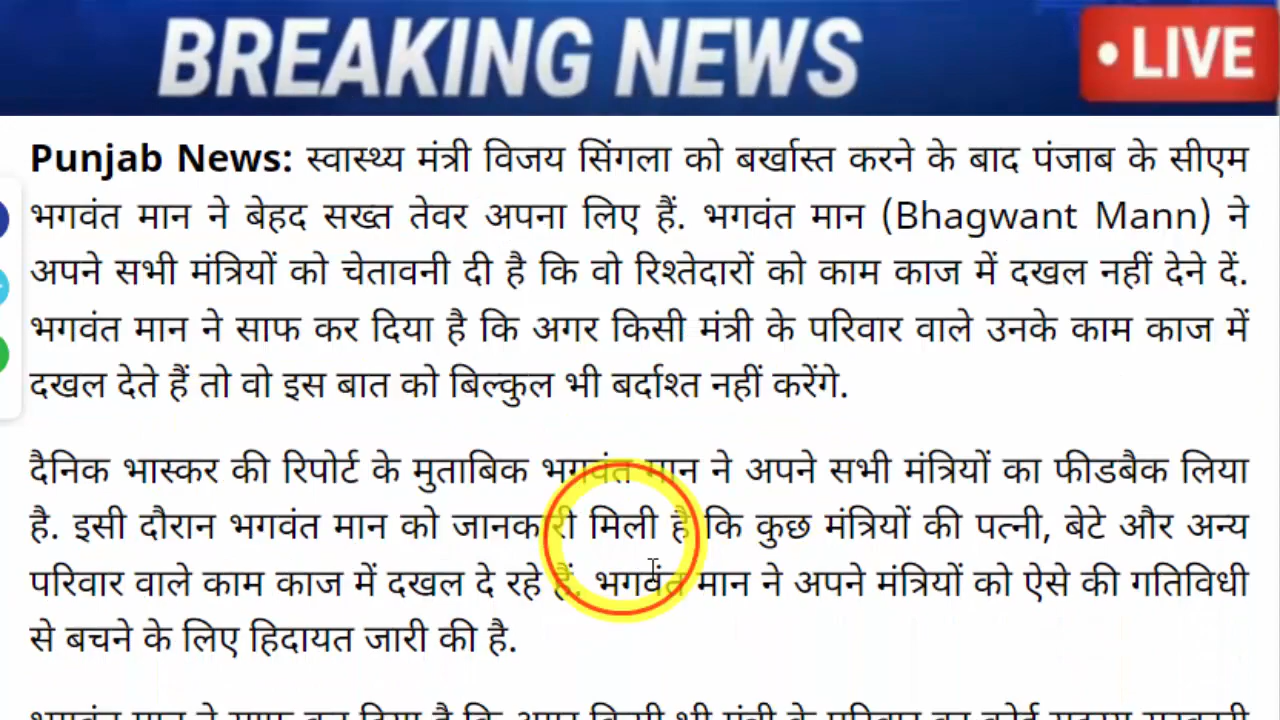 BREAKING NEWS
• LIVE
Punjab News: स्वास्थ्य मंत्री विजय सिंगला को बर्खास्त करने के बाद पंजाब के सीएम
भगवंत मान ने बेहद सख्त तेवर अपना लिए हैं. भगवंत मान (Bhagwant Mann) ने
अपने सभी मंत्रियों को चेतावनी दी है कि वो रिश्तेदारों को काम काज में दखल नहीं देने दें.
भगवंत मान ने साफ कर दिया है कि अगर किसी मंत्री के परिवार वाले उनके काम काज में
दखल देते हैं तो वो इस बात को बिल्कुल भी बर्दाश्त नहीं करेंगे.
दैनिक भास्कर की रिपोर्ट के मुताबिक भगवंत मान ने अपने सभी मंत्रियों का फीडबैक लिया
है. इसी दौरान भगवंत मान को जानकारी मिली है कि कुछ मंत्रियों की पत्नी, बेटे और अन्य
परिवार वाले काम काज में दखल दे रहे हैं. भगवंत मान ने अपने मंत्रियों को ऐसे की गतिविधी
से बचने के लिए हिदायत जारी की है.